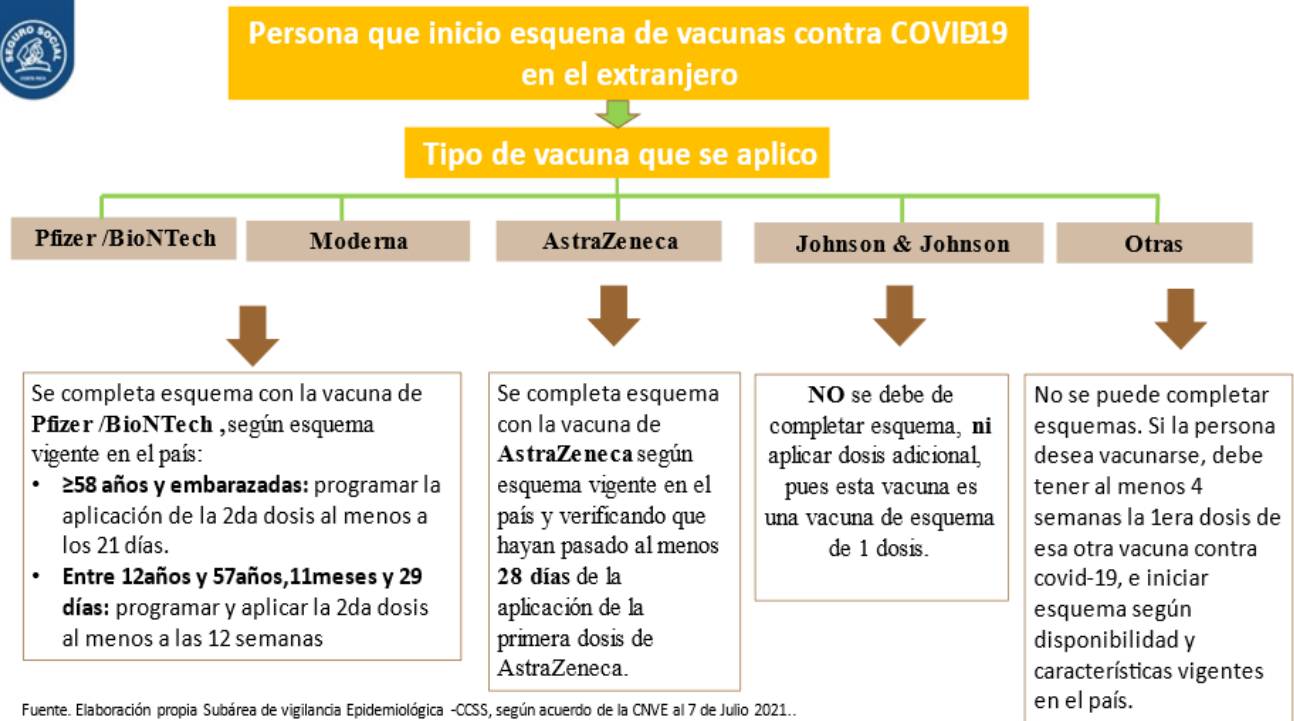 SEGURO SOCIAL
COSTA RICA
Persona que inicio esquena de vacunas contra COVID-19
en el extranjero
Tipo de vacuna que se aplico
Pfizer /BioNTech
Moderna
AstraZeneca
Johnson & Johnson
Otras
Se completa esquema con la vacuna de
Pfizer /BioNTech ,según esquema
vigente en el país:
• ≥58 años y embarazadas: programar la
aplicación de la 2da dosis al menos a
los 21 días.
• Entre 12años y 57años,11meses y 29
días: programar y aplicar la 2da dosis
al menos a las 12 semanas
Se completa esquema
con la vacuna de
AstraZeneca según
esquema vigente en el
país y verificando que
hayan pasado al menos
28 días de la
aplicación de la
primera dosis de
AstraZeneca.
NO se debe de
completar esquema, ni
aplicar dosis adicional,
pues esta vacuna es
una vacuna de esquema
de 1 dosis.
No se puede completar
esquemas. Si la persona
desea vacunarse, debe
tener al menos 4
semanas la 1era dosis de
esa otra vacuna contra
covid-19, e iniciar
esquema según
disponibilidad y
características vigentes
en el país.
Fuente. Elaboración propia Subárea de vigilancia Epidemiológica -CCSS, según acuerdo de la CNVE al 7 de Julio 2021..